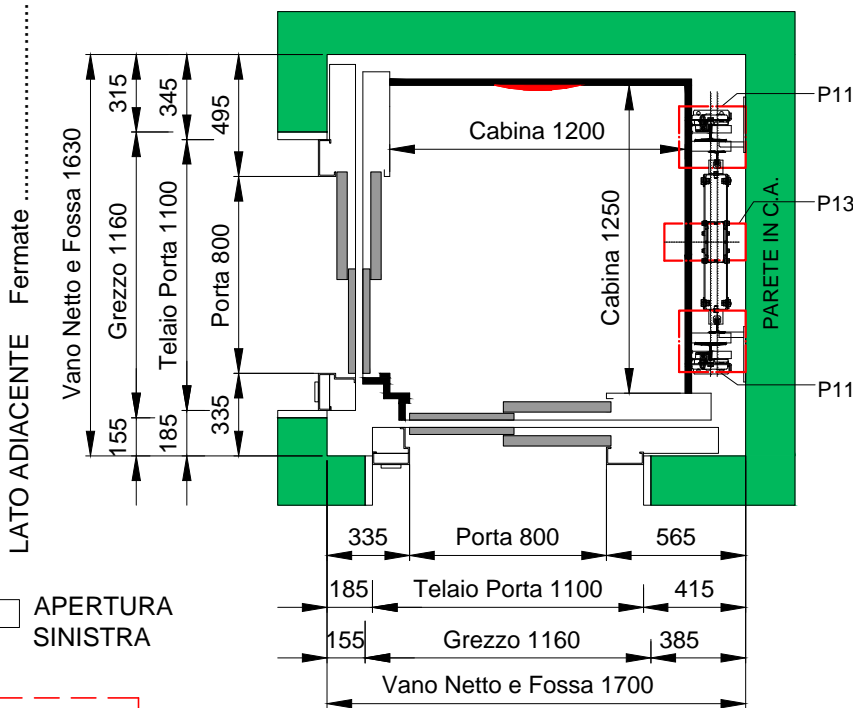 LATO ADIACENTE Fermate ................
Vano Netto e Fossa 1630
315
Grezzo 1160
155
345
Telaio Porta 1100
185
495
Porta 800
335
Cabina 1200
Cabina 1250
PARETE IN C.A.
P11
P13
P11
335 Porta 800 565
185 Telaio Porta 1100 415
155 Grezzo 1160 385
Vano Netto e Fossa 1700
APERTURA
SINISTRA